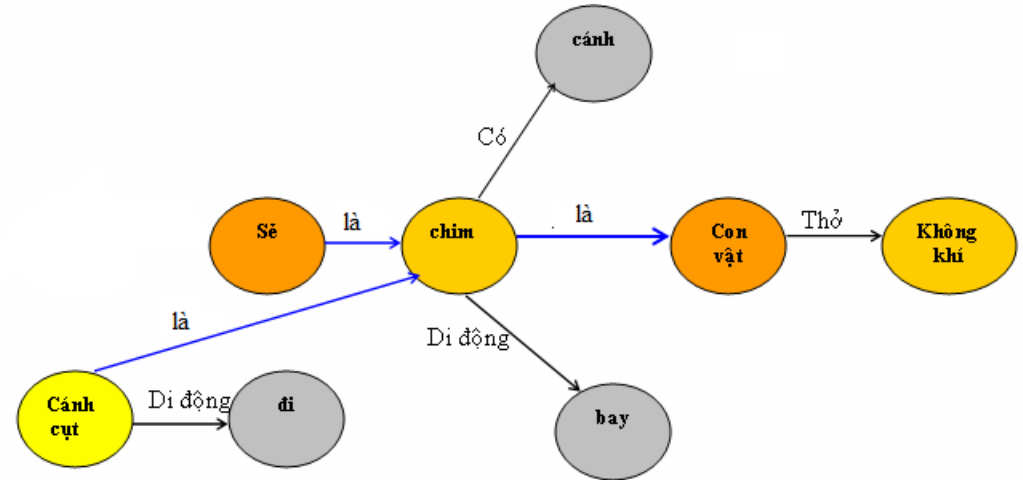 cánh
Có
Sẻ
là
chim
là
Con
vật
Thở
Không
khí
là
Di động
Cánh
cụt
Di động
đi
bay